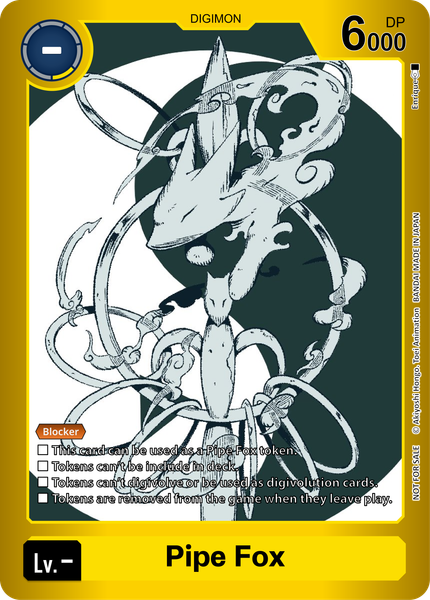 DIGIMON
-
DP
6000
Enrique
Blocker
□ This card can be used as a Pipe Fox token.
□ Tokens can't be include in deck.
□ Tokens can't digivolve or be used as digivolution cards.
□ Tokens are removed from the game when they leave play.
NOT FOR SALE © Akiyoshi Hongo, Toei Animation BANDAI MADE IN JAPAN
Lv.-
Pipe Fox